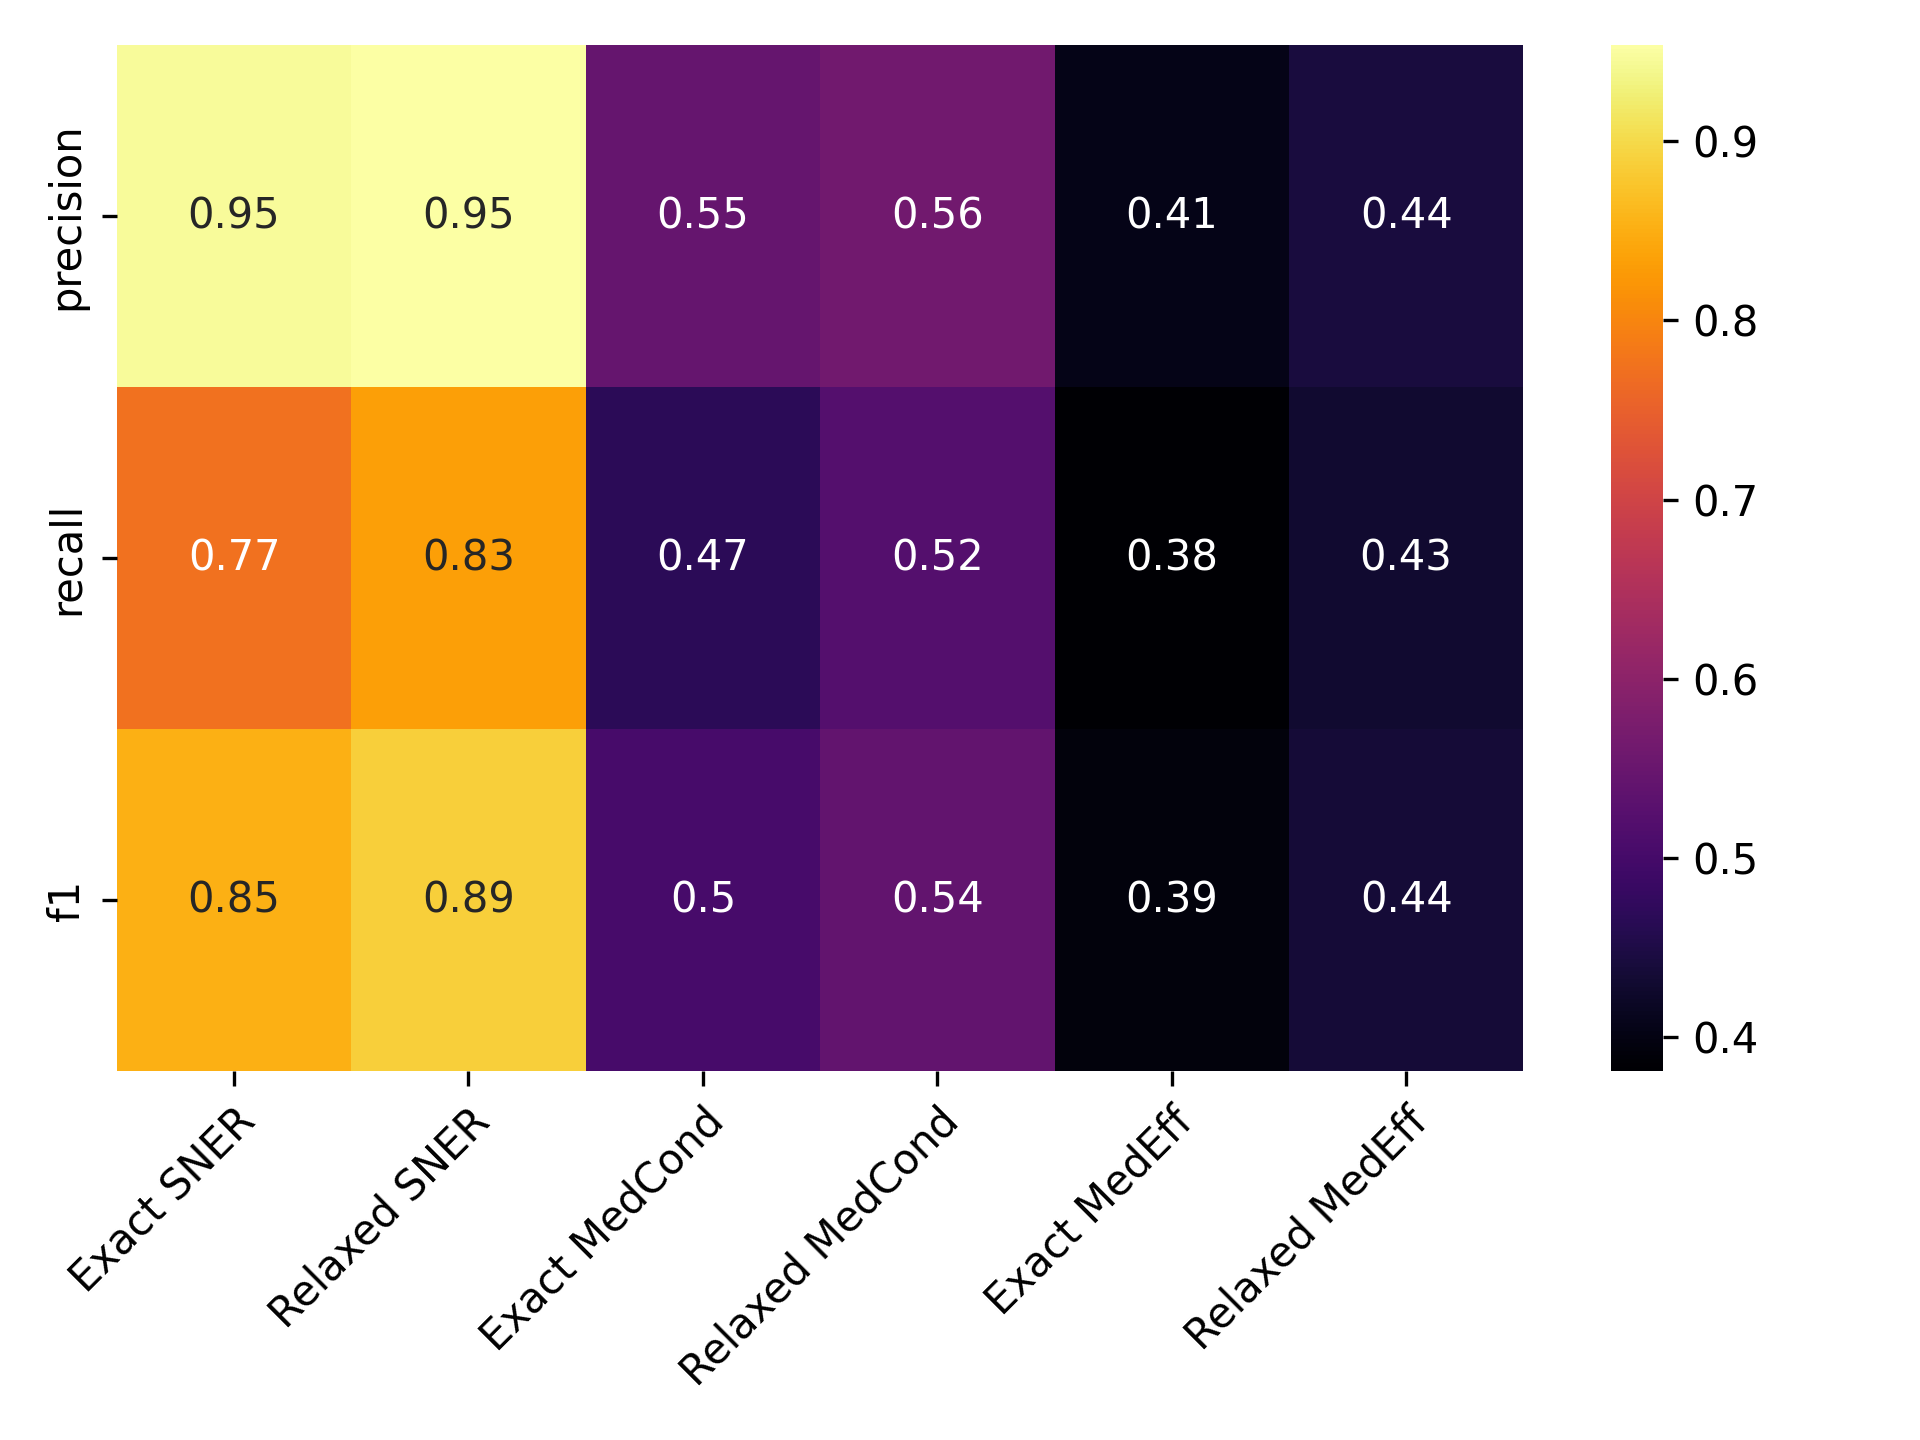 precision 0.95 0.95 0.55 0.56 0.41 0.44
recall 0.77 0.83 0.47 0.52 0.38 0.43
f1 0.85 0.89 0.5 0.54 0.39 0.44
Exact SNER
Relaxed SNER
Exact MedCond
Relaxed MedCond
Exact MedEff
Relaxed MedEff
0.9
0.8
0.7
0.6
0.5
0.4